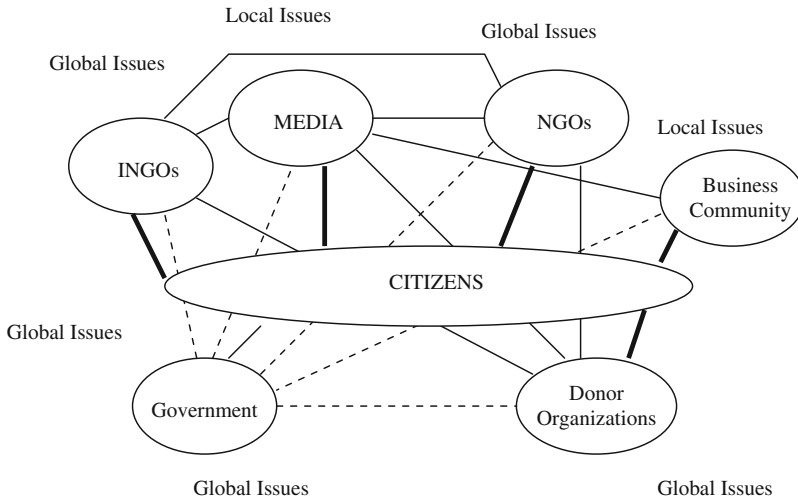 Local Issues
Global Issues
Global Issues
MEDIA
NGOs
Local Issues
INGOs
Business
Community
CITIZENS
Global Issues
Donor
Government
Organizations
Global Issues
Global Issues